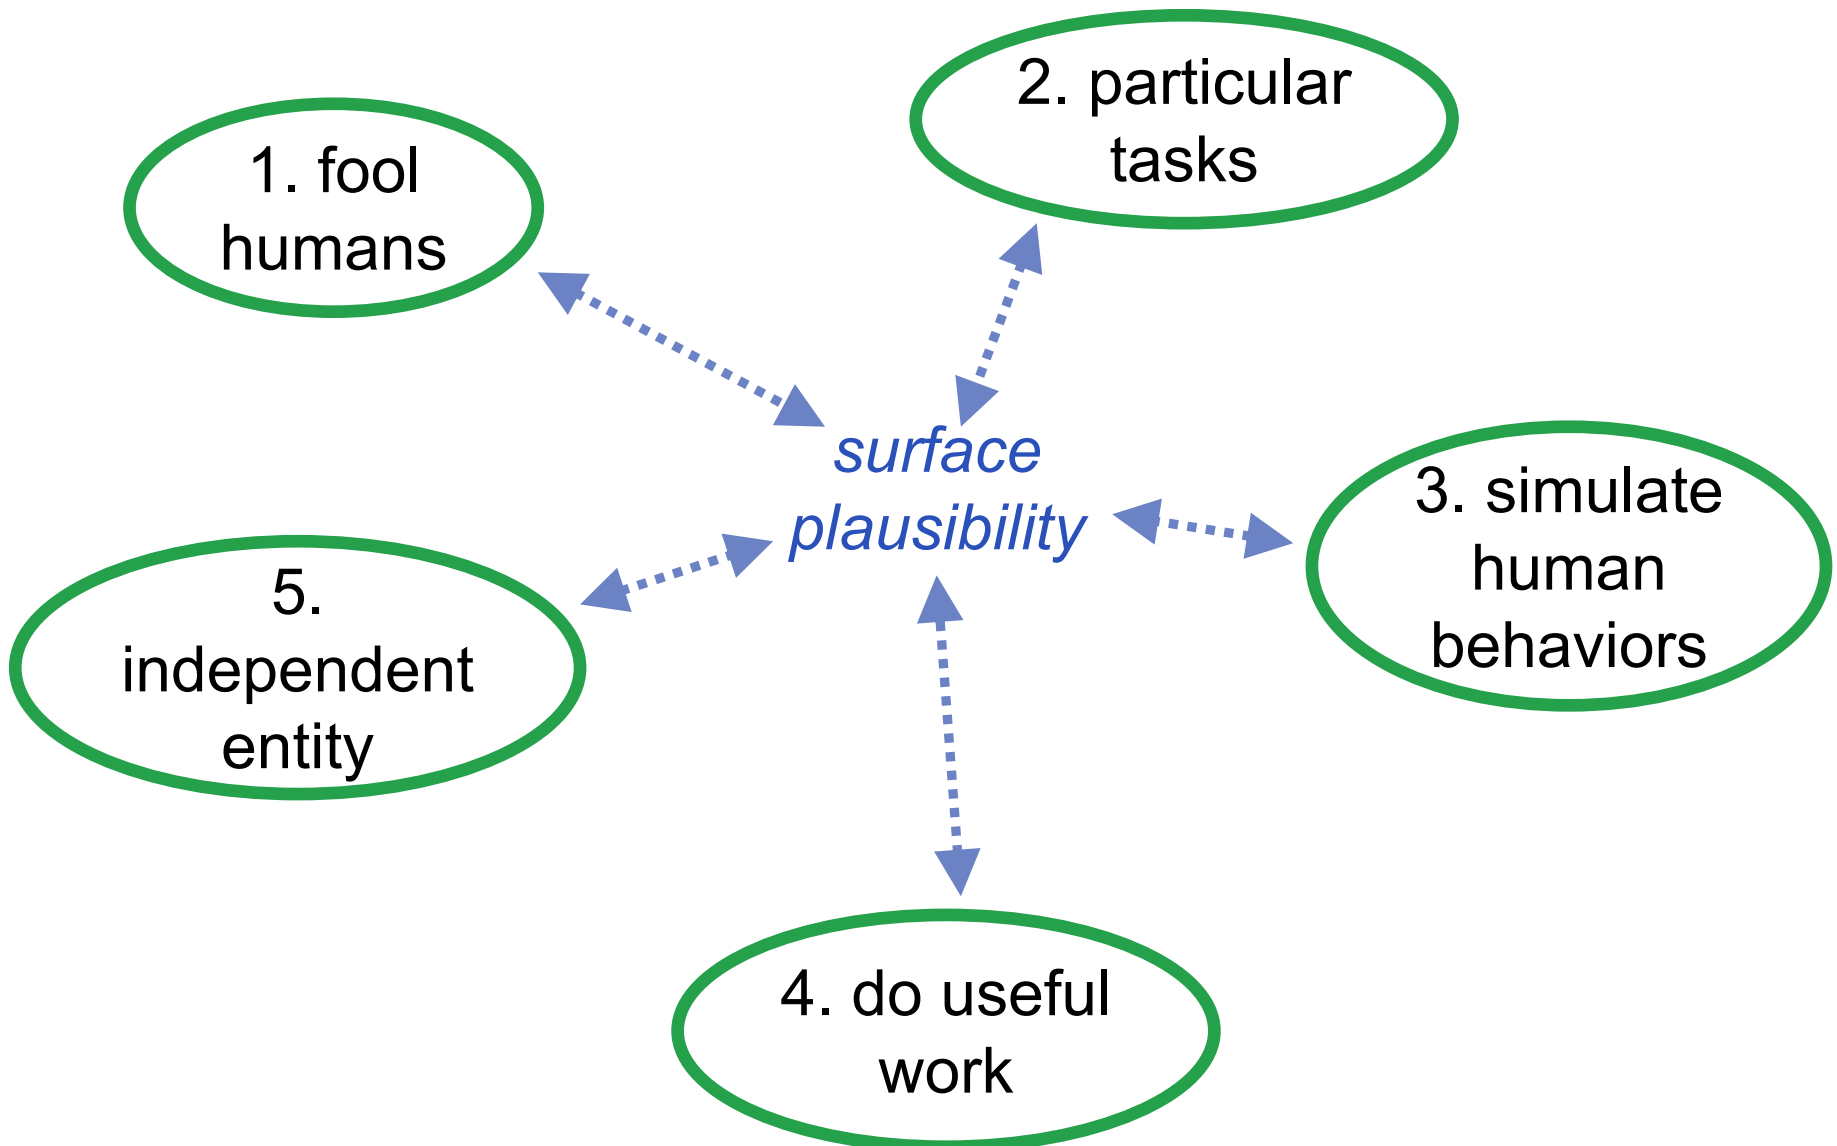 1. fool
humans
2. particular
tasks
surface
plausibility
3. simulate
human
behaviors
5.
independent
entity
4. do useful
work